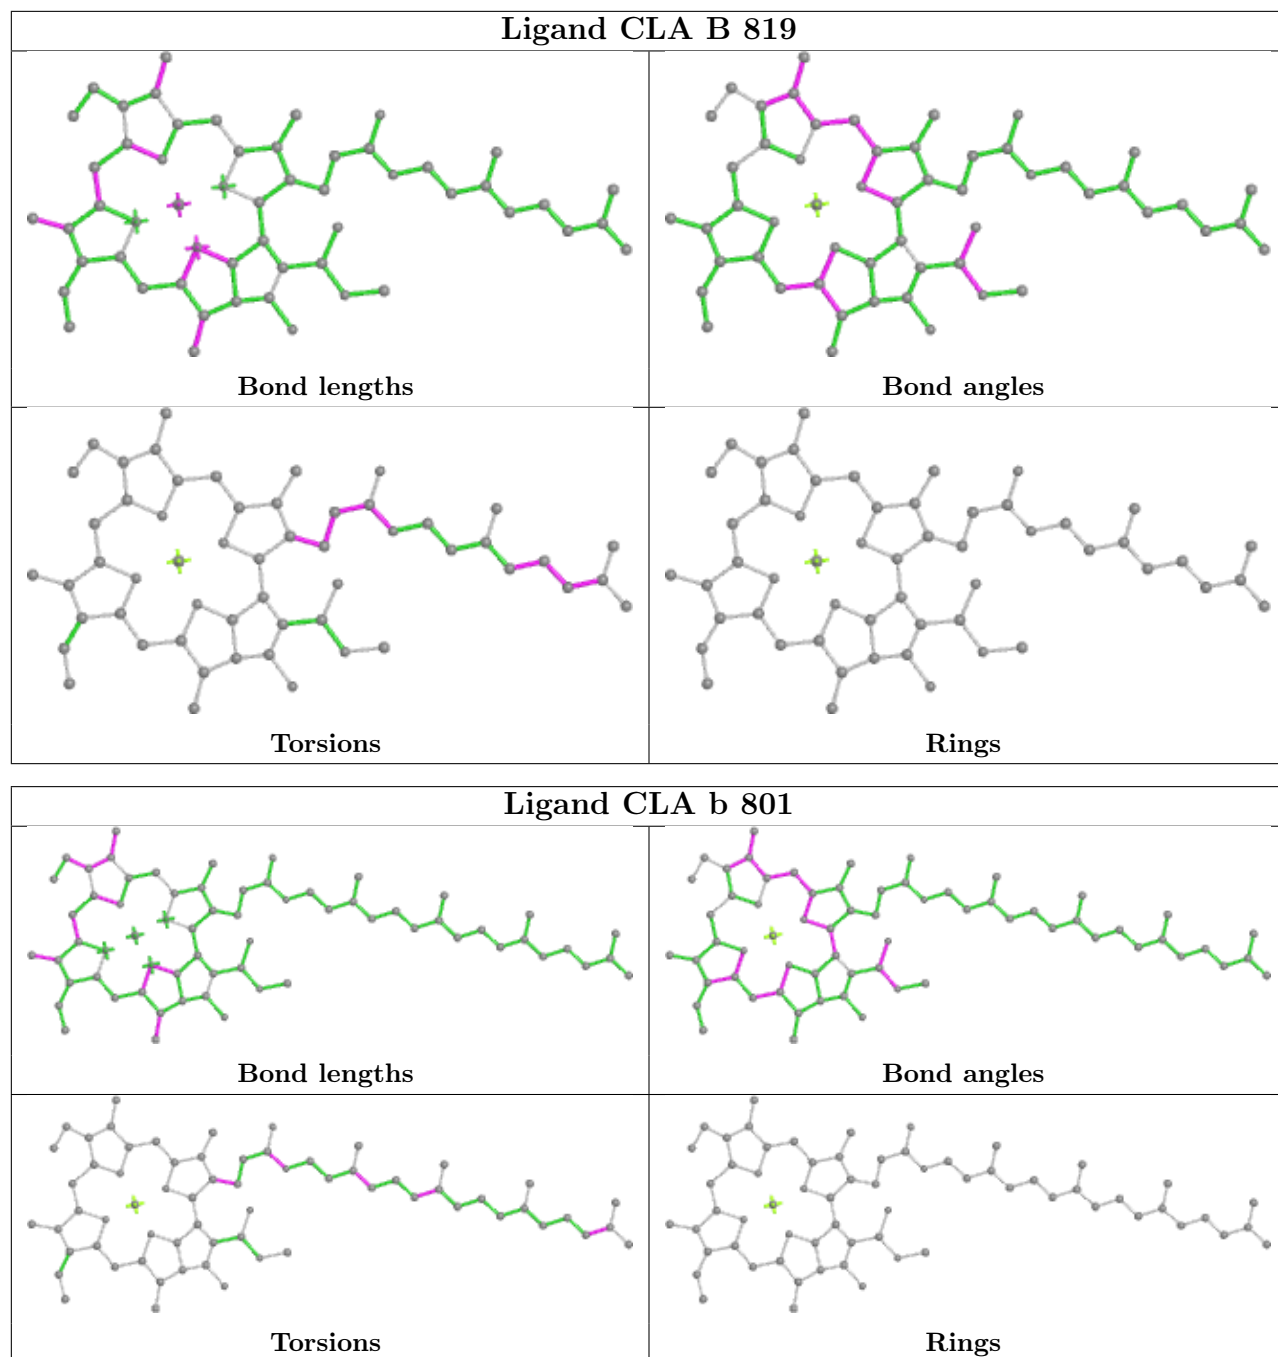 Ligand CLA B 819
Bond lengths
Bond angles
Torsions
Rings
Ligand CLA b 801
Bond lengths
Bond angles
Torsions
Rings